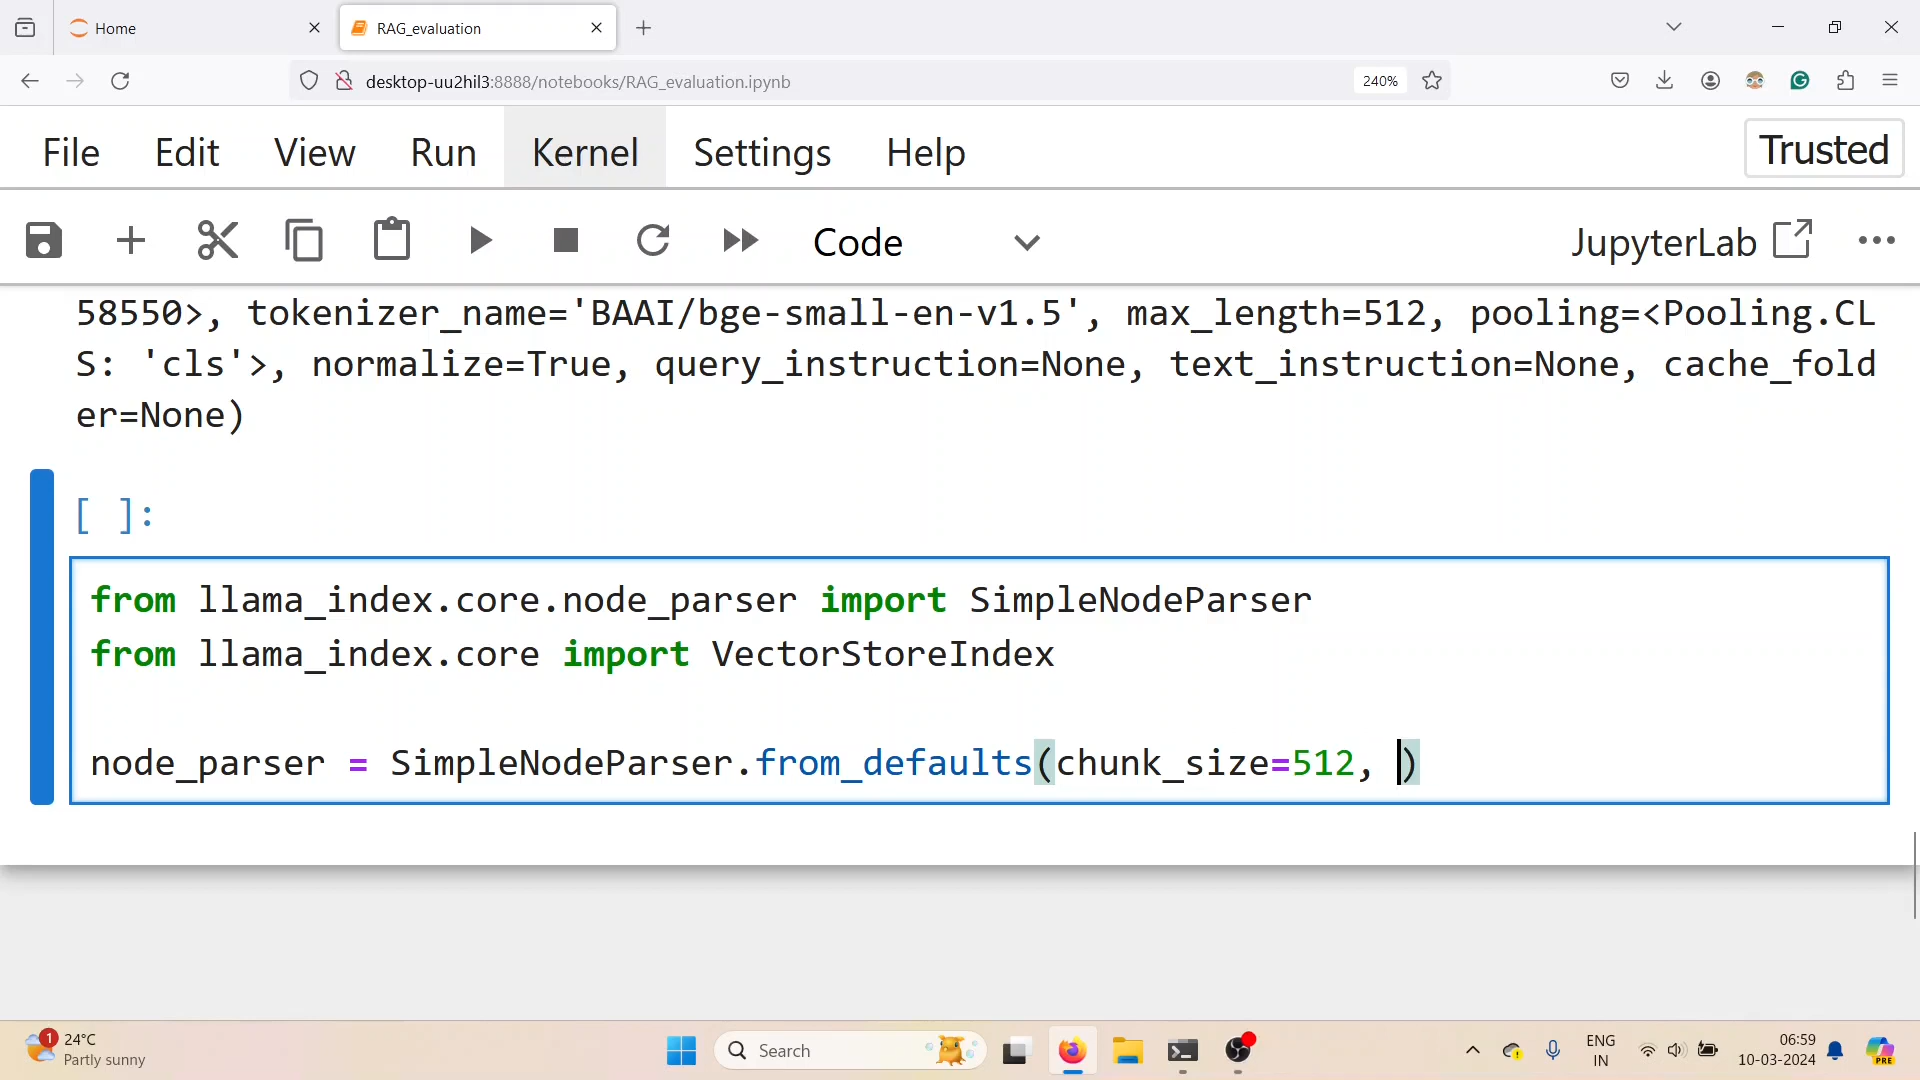 Home
RAG_evaluation
desktop-uu2hil3:8888/notebooks/RAG_evaluation.ipynb
240%
File Edit View Run Kernel Settings Help
Trusted
Code
JupyterLab
58550>, tokenizer_name='BAAI/bge-small-en-v1.5', max_length=512, pooling=<Pooling.CL
S: 'cls'>, normalize=True, query_instruction=None, text_instruction=None, cache_fold
er=None)
[ ]:
from llama_index.core.node_parser import SimpleNodeParser
from llama_index.core import VectorStoreIndex
node_parser = SimpleNodeParser.from_defaults(chunk_size=512, )
1
24°C
Partly sunny
Search
ENG
IN
06:59
10-03-2024
PRE